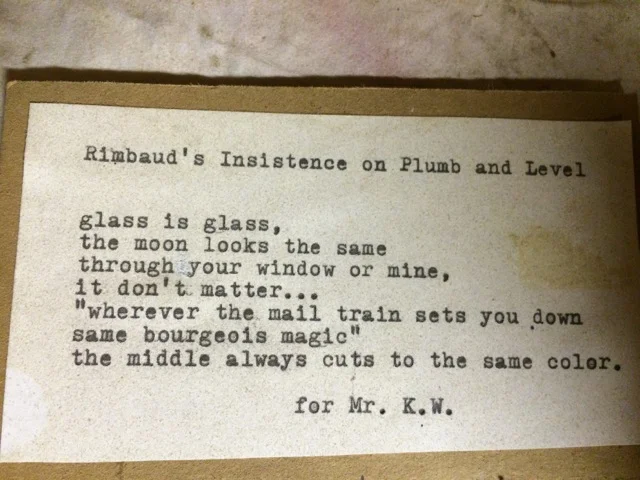 Rimbaud's Insistence on Plumb and Level
glass is glass,
the moon looks the same
through your window or mine,
it don't matter...
"wherever the mail train sets you down
same bourgeois magic"
the middle always cuts to the same color.
for Mr. K.W.